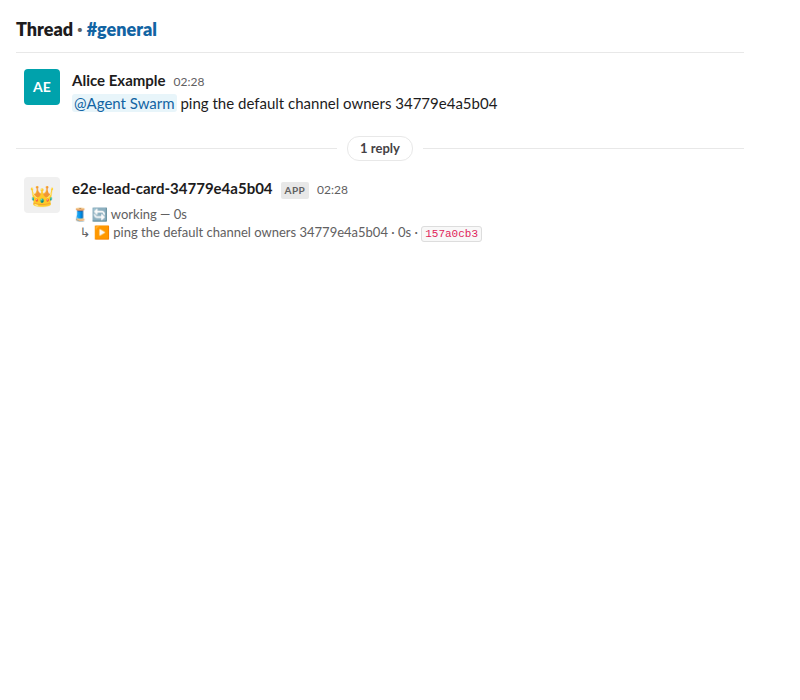 Thread • #general
AE
Alice Example 02:28
@Agent Swarm ping the default channel owners 34779e4a5b04
1 reply
e2e-lead-card-34779e4a5b04 APP 02:28
🧵 🔄 working — 0s
↳ ▶️ ping the default channel owners 34779e4a5b04 · 0s · 157a0cb3